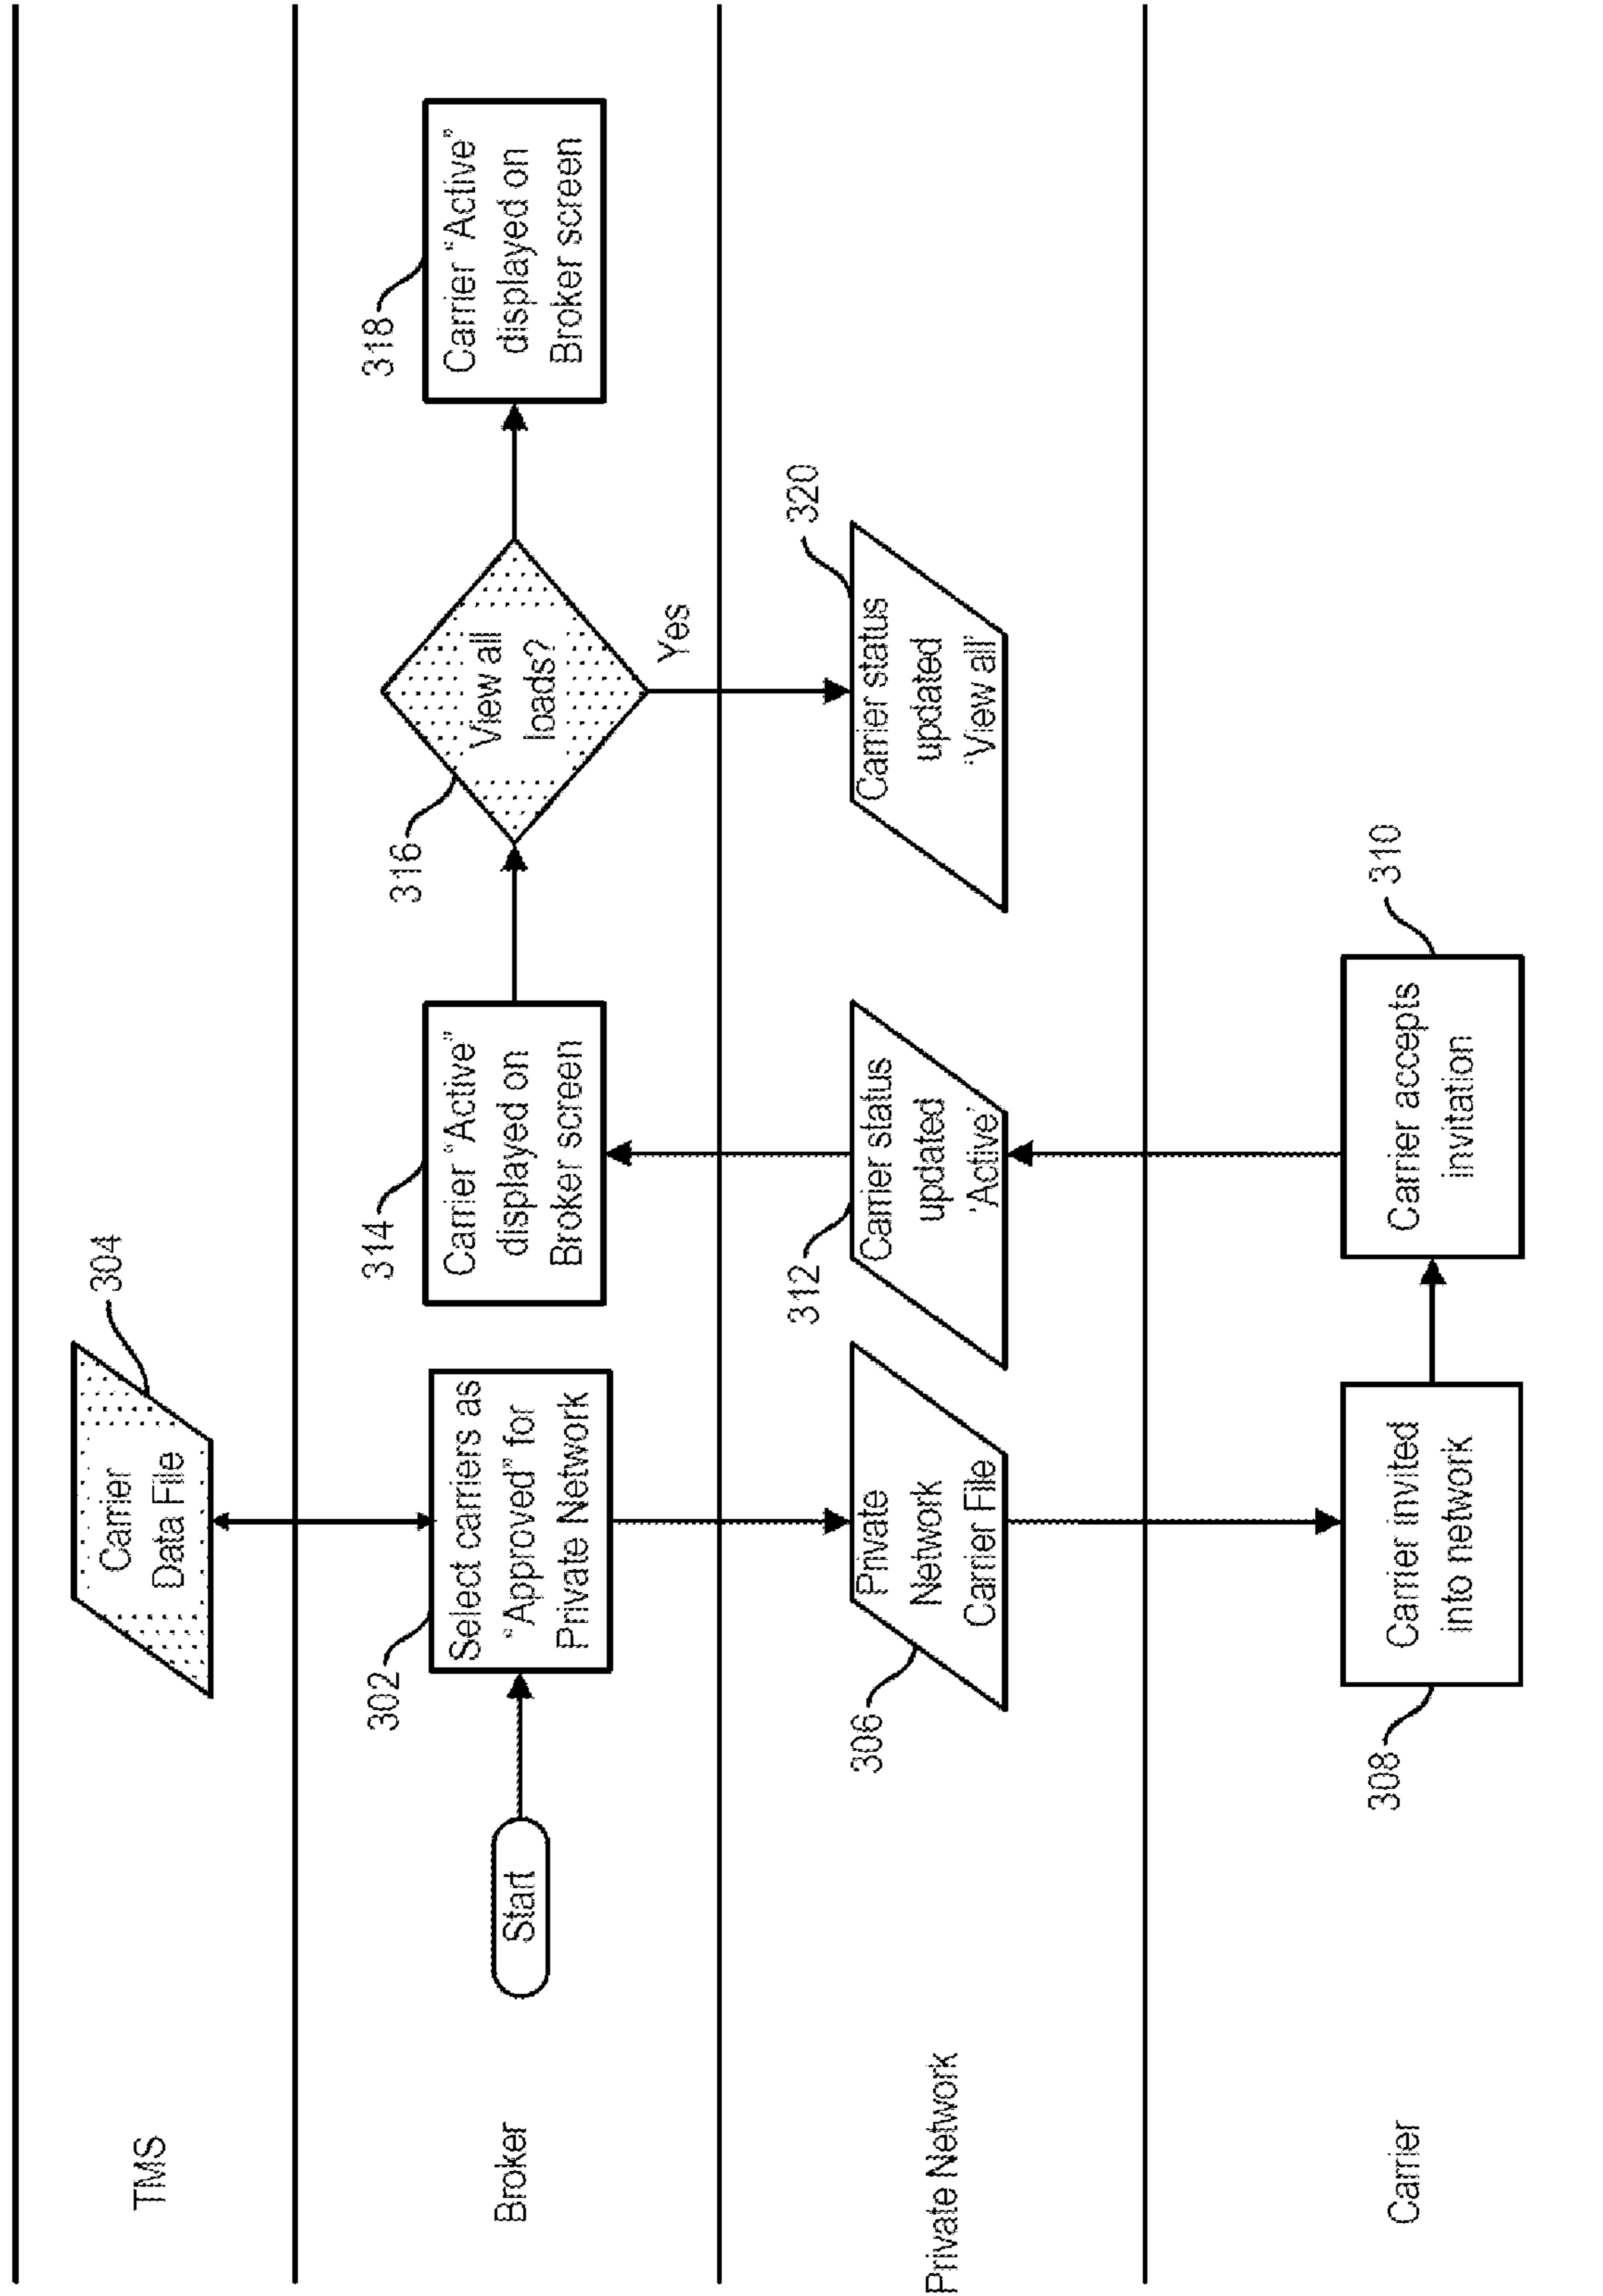 TMS
Carrier
Data File
304
Broker
Start
302
Select carriers as
“Approved” for
Private Network
314
Carrier “Active”
displayed on
Broker screen
316
View all
loads?
Yes
318
Carrier “Active”
displayed on
Broker screen
Private Network
306
Private
Network
Carrier File
312
Carrier status
updated
‘Active’
320
Carrier status
updated
‘View all’
Carrier
308
Carrier invited
into network
310
Carrier accepts
invitation